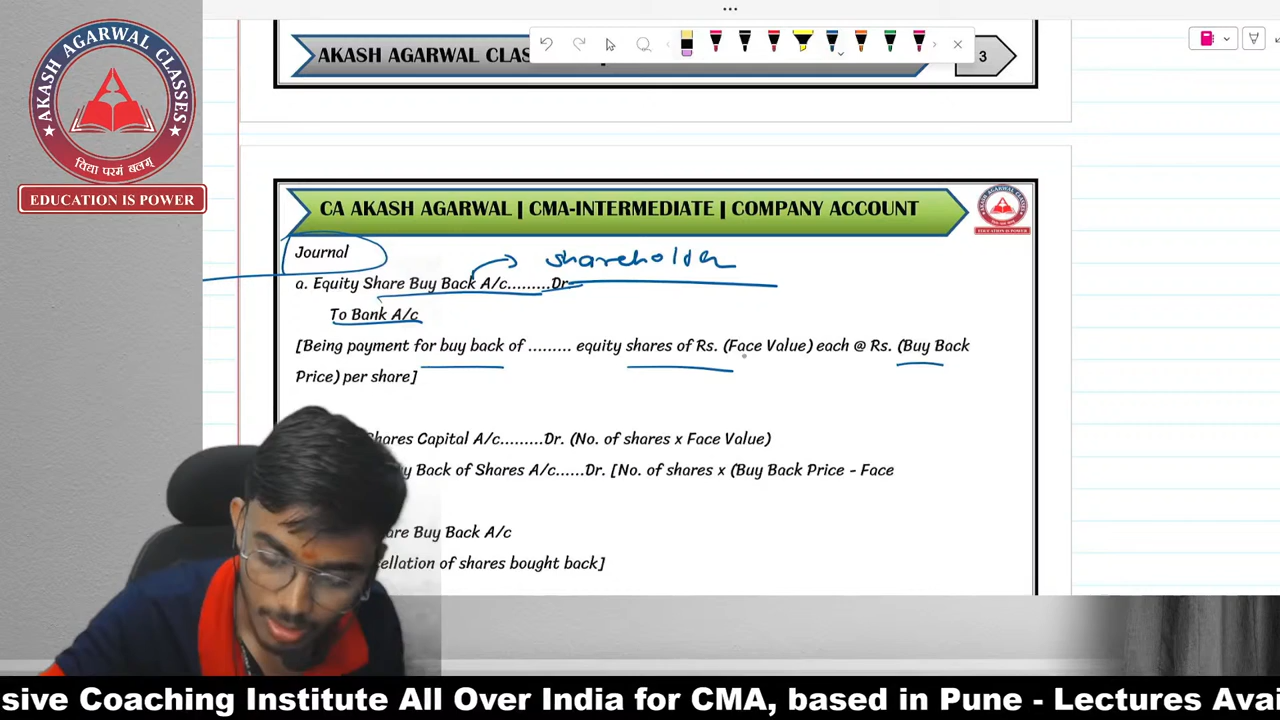 AKASH AGARWAL CLASSES
विद्या परमं बलम्
EDUCATION IS POWER
AKASH AGARWAL CLAS
3
CA AKASH AGARWAL | CMA-INTERMEDIATE | COMPANY ACCOUNT
Journal
shareholder
a. Equity Share Buy Back A/c.........Dr
To Bank A/c
[Being payment for buy back of ......... equity shares of Rs. (Face Value) each @ Rs. (Buy Back
Price) per share]
Shares Capital A/c.........Dr. (No. of shares x Face Value)
Back of Shares A/c......Dr. [No. of shares x (Buy Back Price - Face
Buy Back A/c
of shares bought back]
sive Coaching Institute All Over India for CMA, based in Pune - Lectures Avai